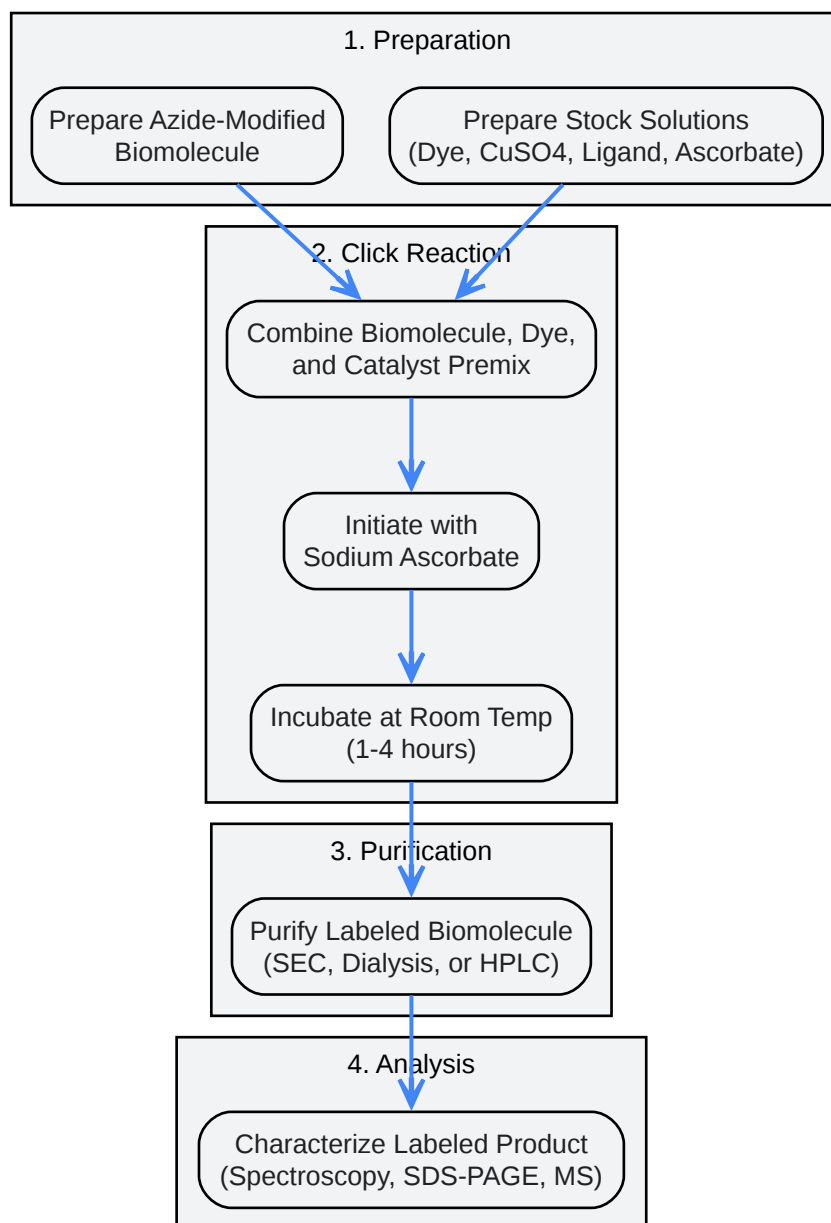 1. Preparation
Prepare Azide-Modified
Biomolecule
Prepare Stock Solutions
(Dye, CuSO4, Ligand, Ascorbate)
2. Click Reaction
Combine Biomolecule, Dye,
and Catalyst Premix
Initiate with
Sodium Ascorbate
Incubate at Room Temp
(1-4 hours)
3. Purification
Purify Labeled Biomolecule
(SEC, Dialysis, or HPLC)
4. Analysis
Characterize Labeled Product
(Spectroscopy, SDS-PAGE, MS)